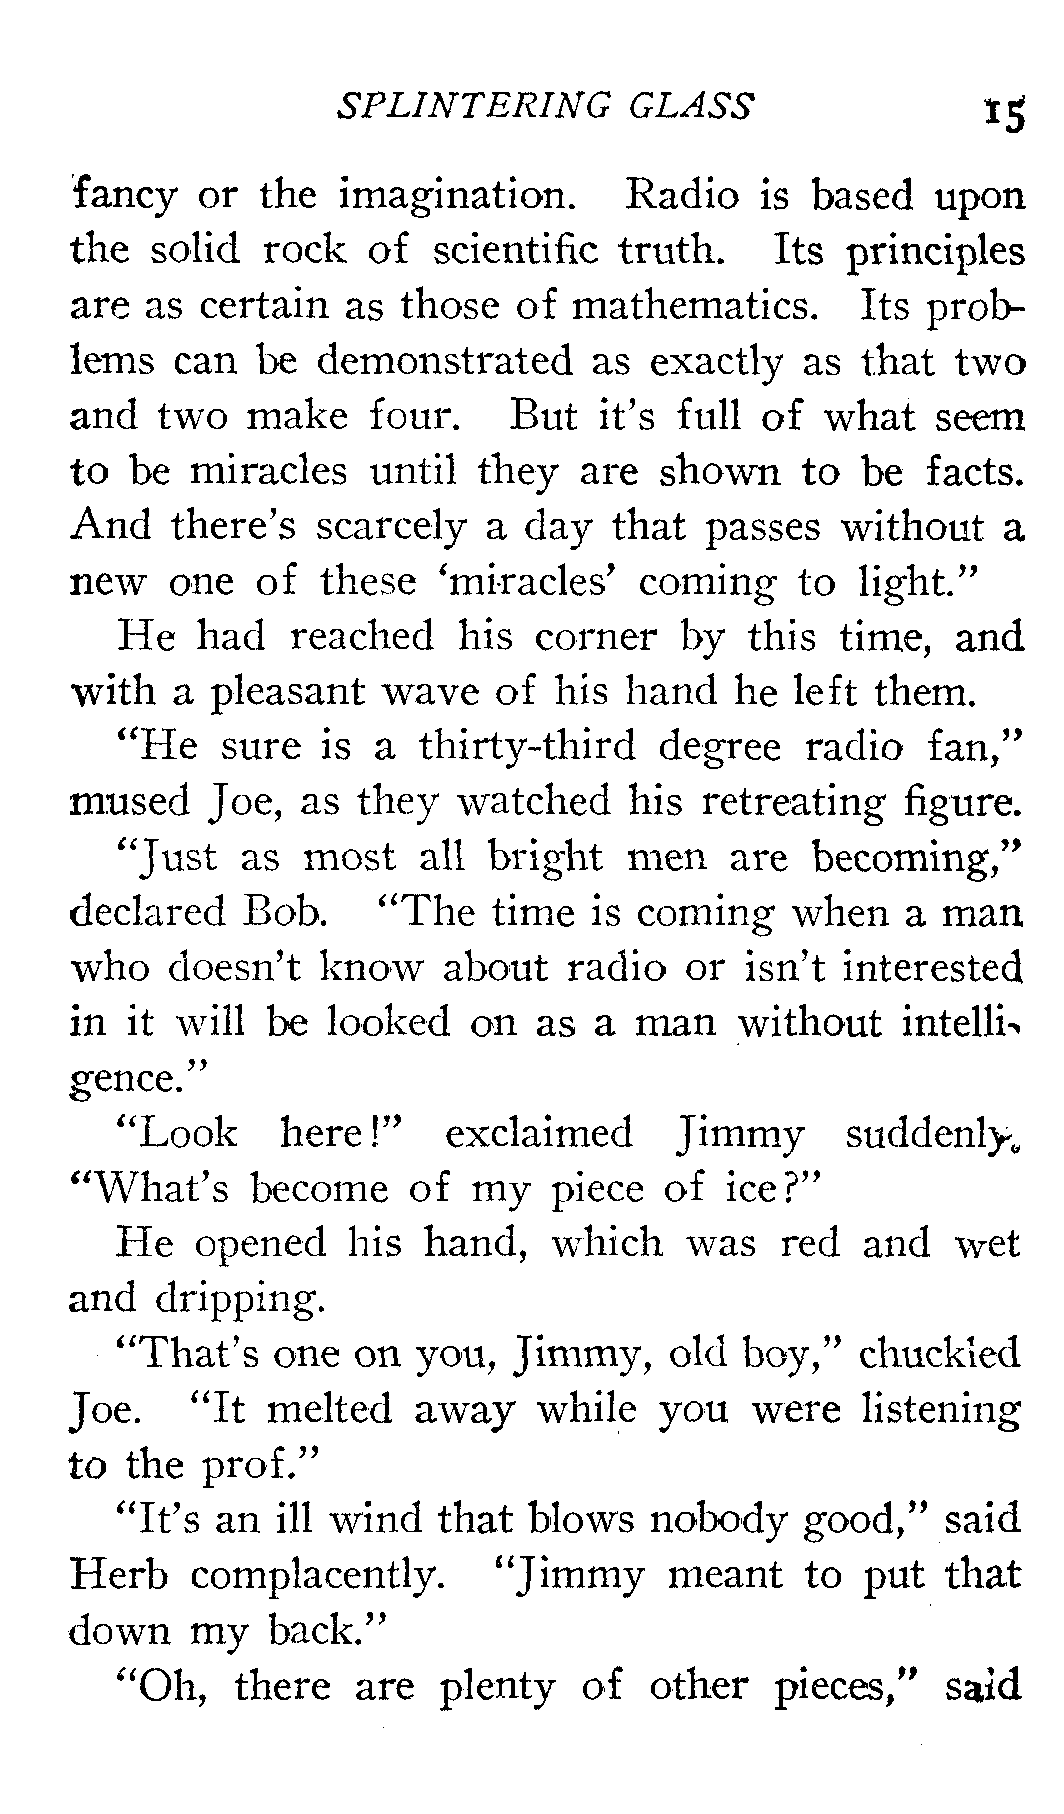 SPLINTERING GLASS 15
fancy or the imagination. Radio is based upon
the solid rock of scientific truth. Its principles
are as certain as those of mathematics. Its prob-
lems can be demonstrated as exactly as that two
and two make four. But it's full of what seem
to be miracles until they are shown to be facts.
And there's scarcely a day that passes without a
new one of these 'miracles' coming to light."
He had reached his corner by this time, and
with a pleasant wave of his hand he left them.
"He sure is a thirty-third degree radio fan,"
mused Joe, as they watched his retreating figure.
"Just as most all bright men are becoming,"
declared Bob. "The time is coming when a man
who doesn't know about radio or isn't interested
in it will be looked on as a man without intelli-
gence."
"Look here!" exclaimed Jimmy suddenly.
"What's become of my piece of ice?"
He opened his hand, which was red and wet
and dripping.
"That's one on you, Jimmy, old boy," chuckled
Joe. "It melted away while you were listening
to the prof."
"It's an ill wind that blows nobody good," said
Herb complacently. "Jimmy meant to put that
down my back."
"Oh, there are plenty of other pieces," said